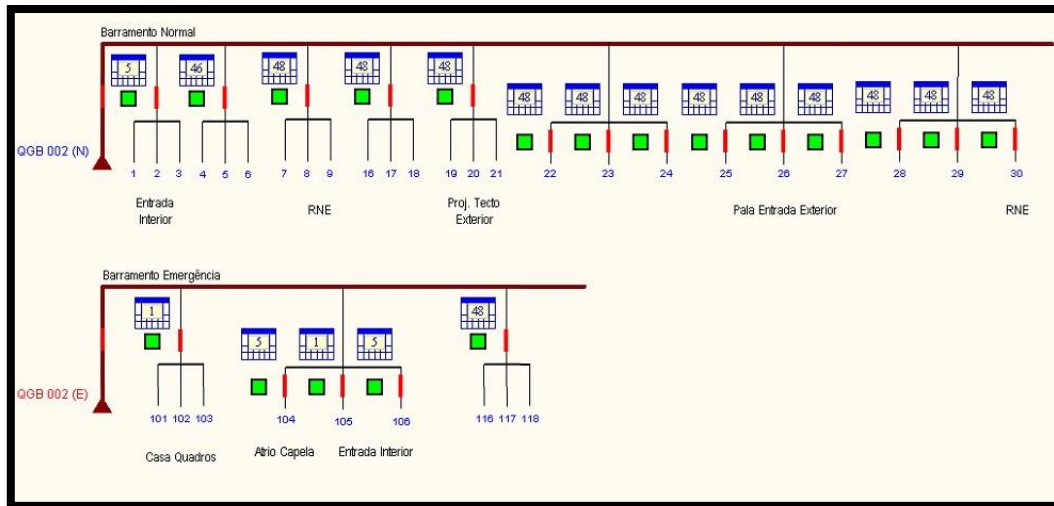 Barramento Normal
5 46 48 48 48
48 48 48 48 48 48 48 48 48
QGB 002 (N)
1 2 3 4 5 6 7 8 9 16 17 18 19 20 21 22 23 24 25 26 27 28 29 30
Entrada Interior
RNE
Proj. Tecto Exterior
Pala Entrada Exterior
RNE
Barramento Emergência
1 48
5 1 5
QGB 002 (E)
101 102 103 104 105 106 116 117 118
Casa Quadros
Atrio Capela
Entrada Interior